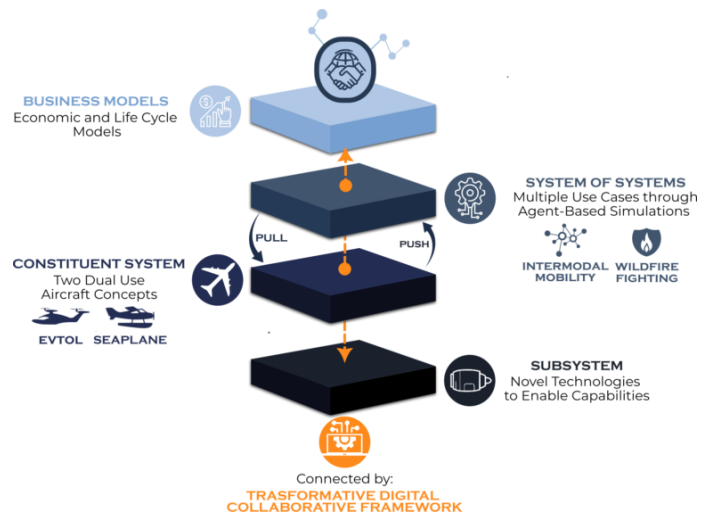 BUSINESS MODELS
Economic and Life Cycle
Models
SYSTEM OF SYSTEMS
Multiple Use Cases through
Agent-Based Simulations
INTERMODAL
MOBILITY
WILDFIRE
FIGHTING
PULL
PUSH
CONSTITUENT SYSTEM
Two Dual Use
Aircraft Concepts
EVTOL
SEAPLANE
SUBSYSTEM
Novel Technologies
to Enable Capabilities
Connected by:
TRASFORMATIVE DIGITAL
COLLABORATIVE FRAMEWORK